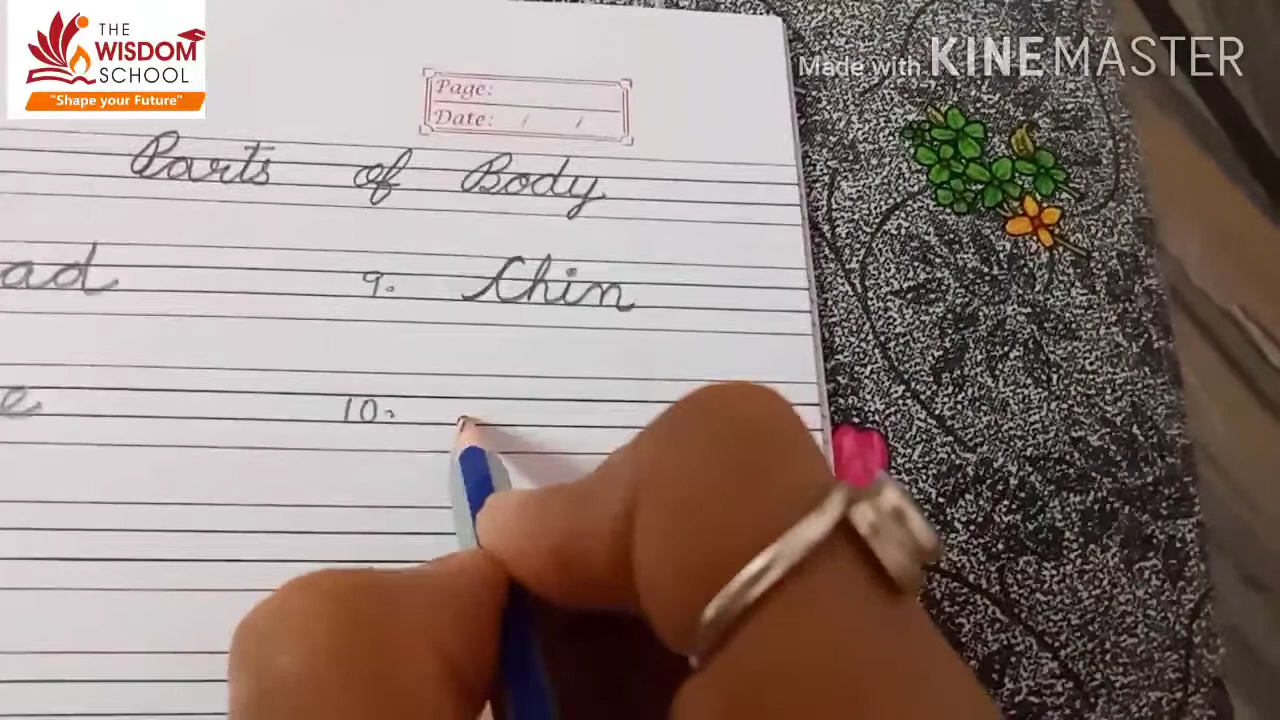 THE
WISDOM
SCHOOL
"Shape your Future"
Made with KINEMASTER
Page:
Date: / /
Parts of Body
ad 9. Chin
e 10.